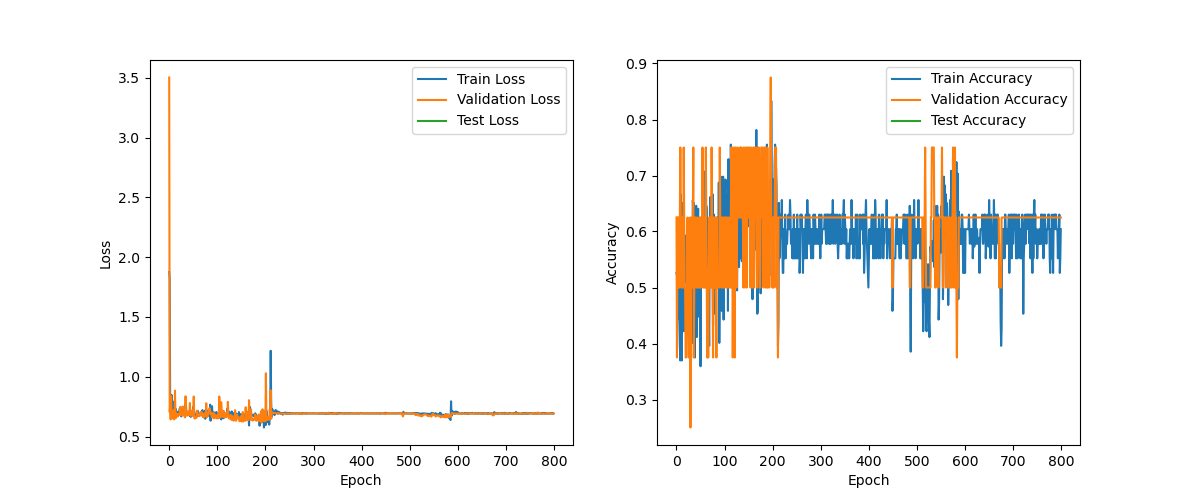 3.5
3.0
2.5
2.0
1.5
1.0
0.5
Loss
0 100 200 300 400 500 600 700 800
Epoch
Train Loss
Validation Loss
Test Loss
0.9
0.8
0.7
0.6
0.5
0.4
0.3
Accuracy
0 100 200 300 400 500 600 700 800
Epoch
Train Accuracy
Validation Accuracy
Test Accuracy